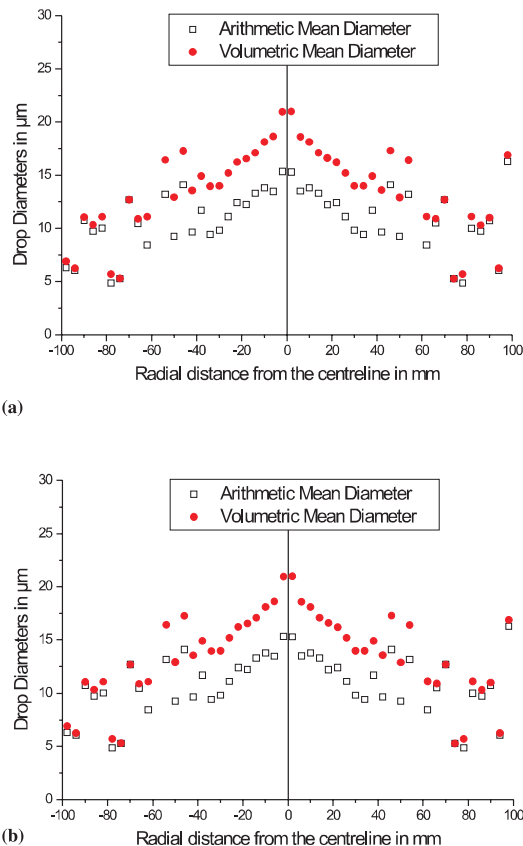 Arithmetic Mean Diameter
Volumetric Mean Diameter
30
25
20
15
10
5
0
Drop Diameters in µm
-100 -80 -60 -40 -20 0 20 40 60 80 100
Radial distance from the centreline in mm
(a)
Arithmetic Mean Diameter
Volumetric Mean Diameter
30
25
20
15
10
5
0
Drop Diameters in µm
-100 -80 -60 -40 -20 0 20 40 60 80 100
Radial distance from the centreline in mm
(b)